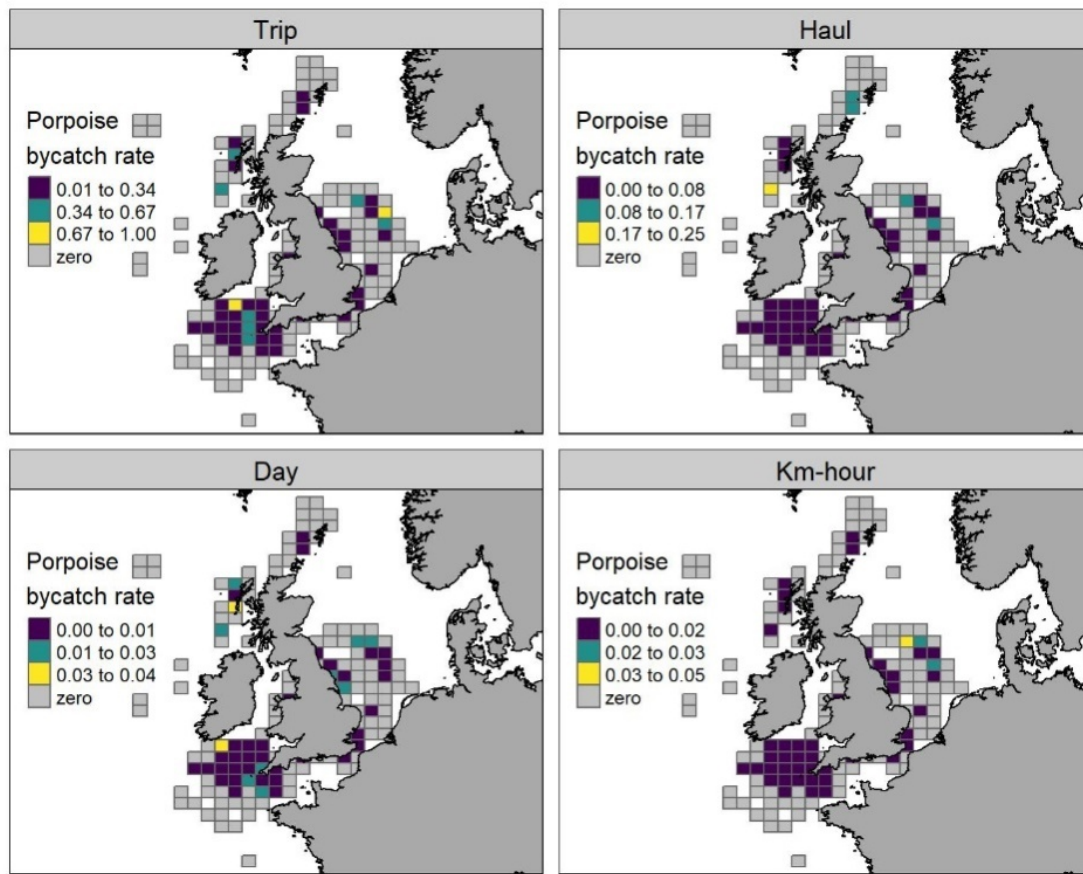 Trip
Porpoise
bycatch rate
0.01 to 0.34
0.34 to 0.67
0.67 to 1.00
zero
Haul
Porpoise
bycatch rate
0.00 to 0.08
0.08 to 0.17
0.17 to 0.25
zero
Day
Porpoise
bycatch rate
0.00 to 0.01
0.01 to 0.03
0.03 to 0.04
zero
Km-hour
Porpoise
bycatch rate
0.00 to 0.02
0.02 to 0.03
0.03 to 0.05
zero